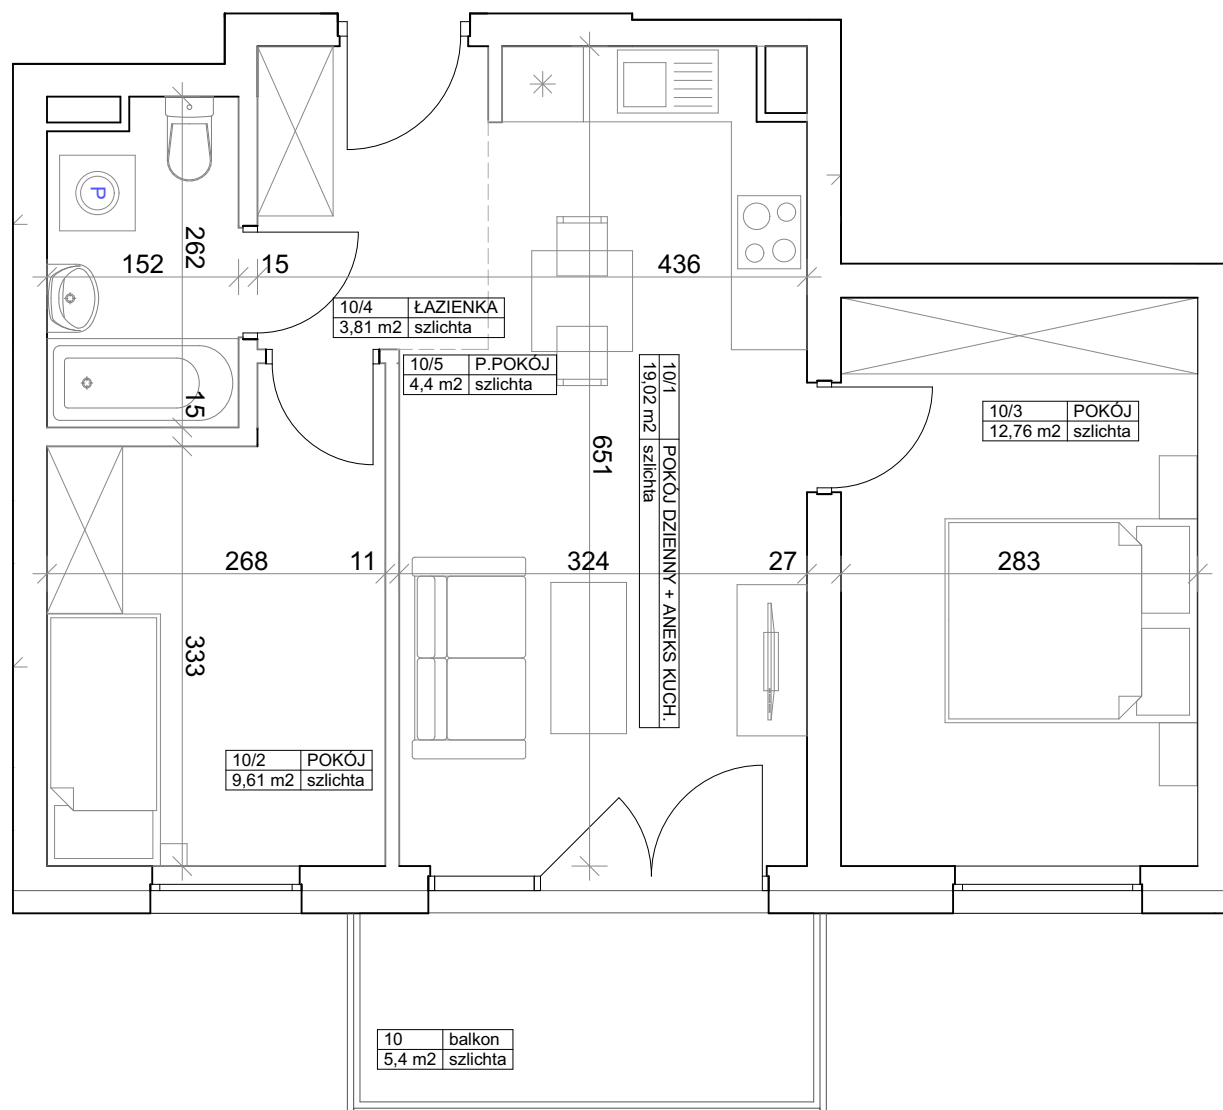 P
262
152
15
436
10/4 ŁAZIENKA
3,81 m2 szlichta
10/5 P.POKÓJ
4,4 m2 szlichta
15
10/1 POKÓJ DZIENNY + ANEKS KUCH.
19,02 m2 szlichta
10/3 POKÓJ
12,76 m2 szlichta
651
268
11
324
27
283
333
10/2 POKÓJ
9,61 m2 szlichta
10 balkon
5,4 m2 szlichta